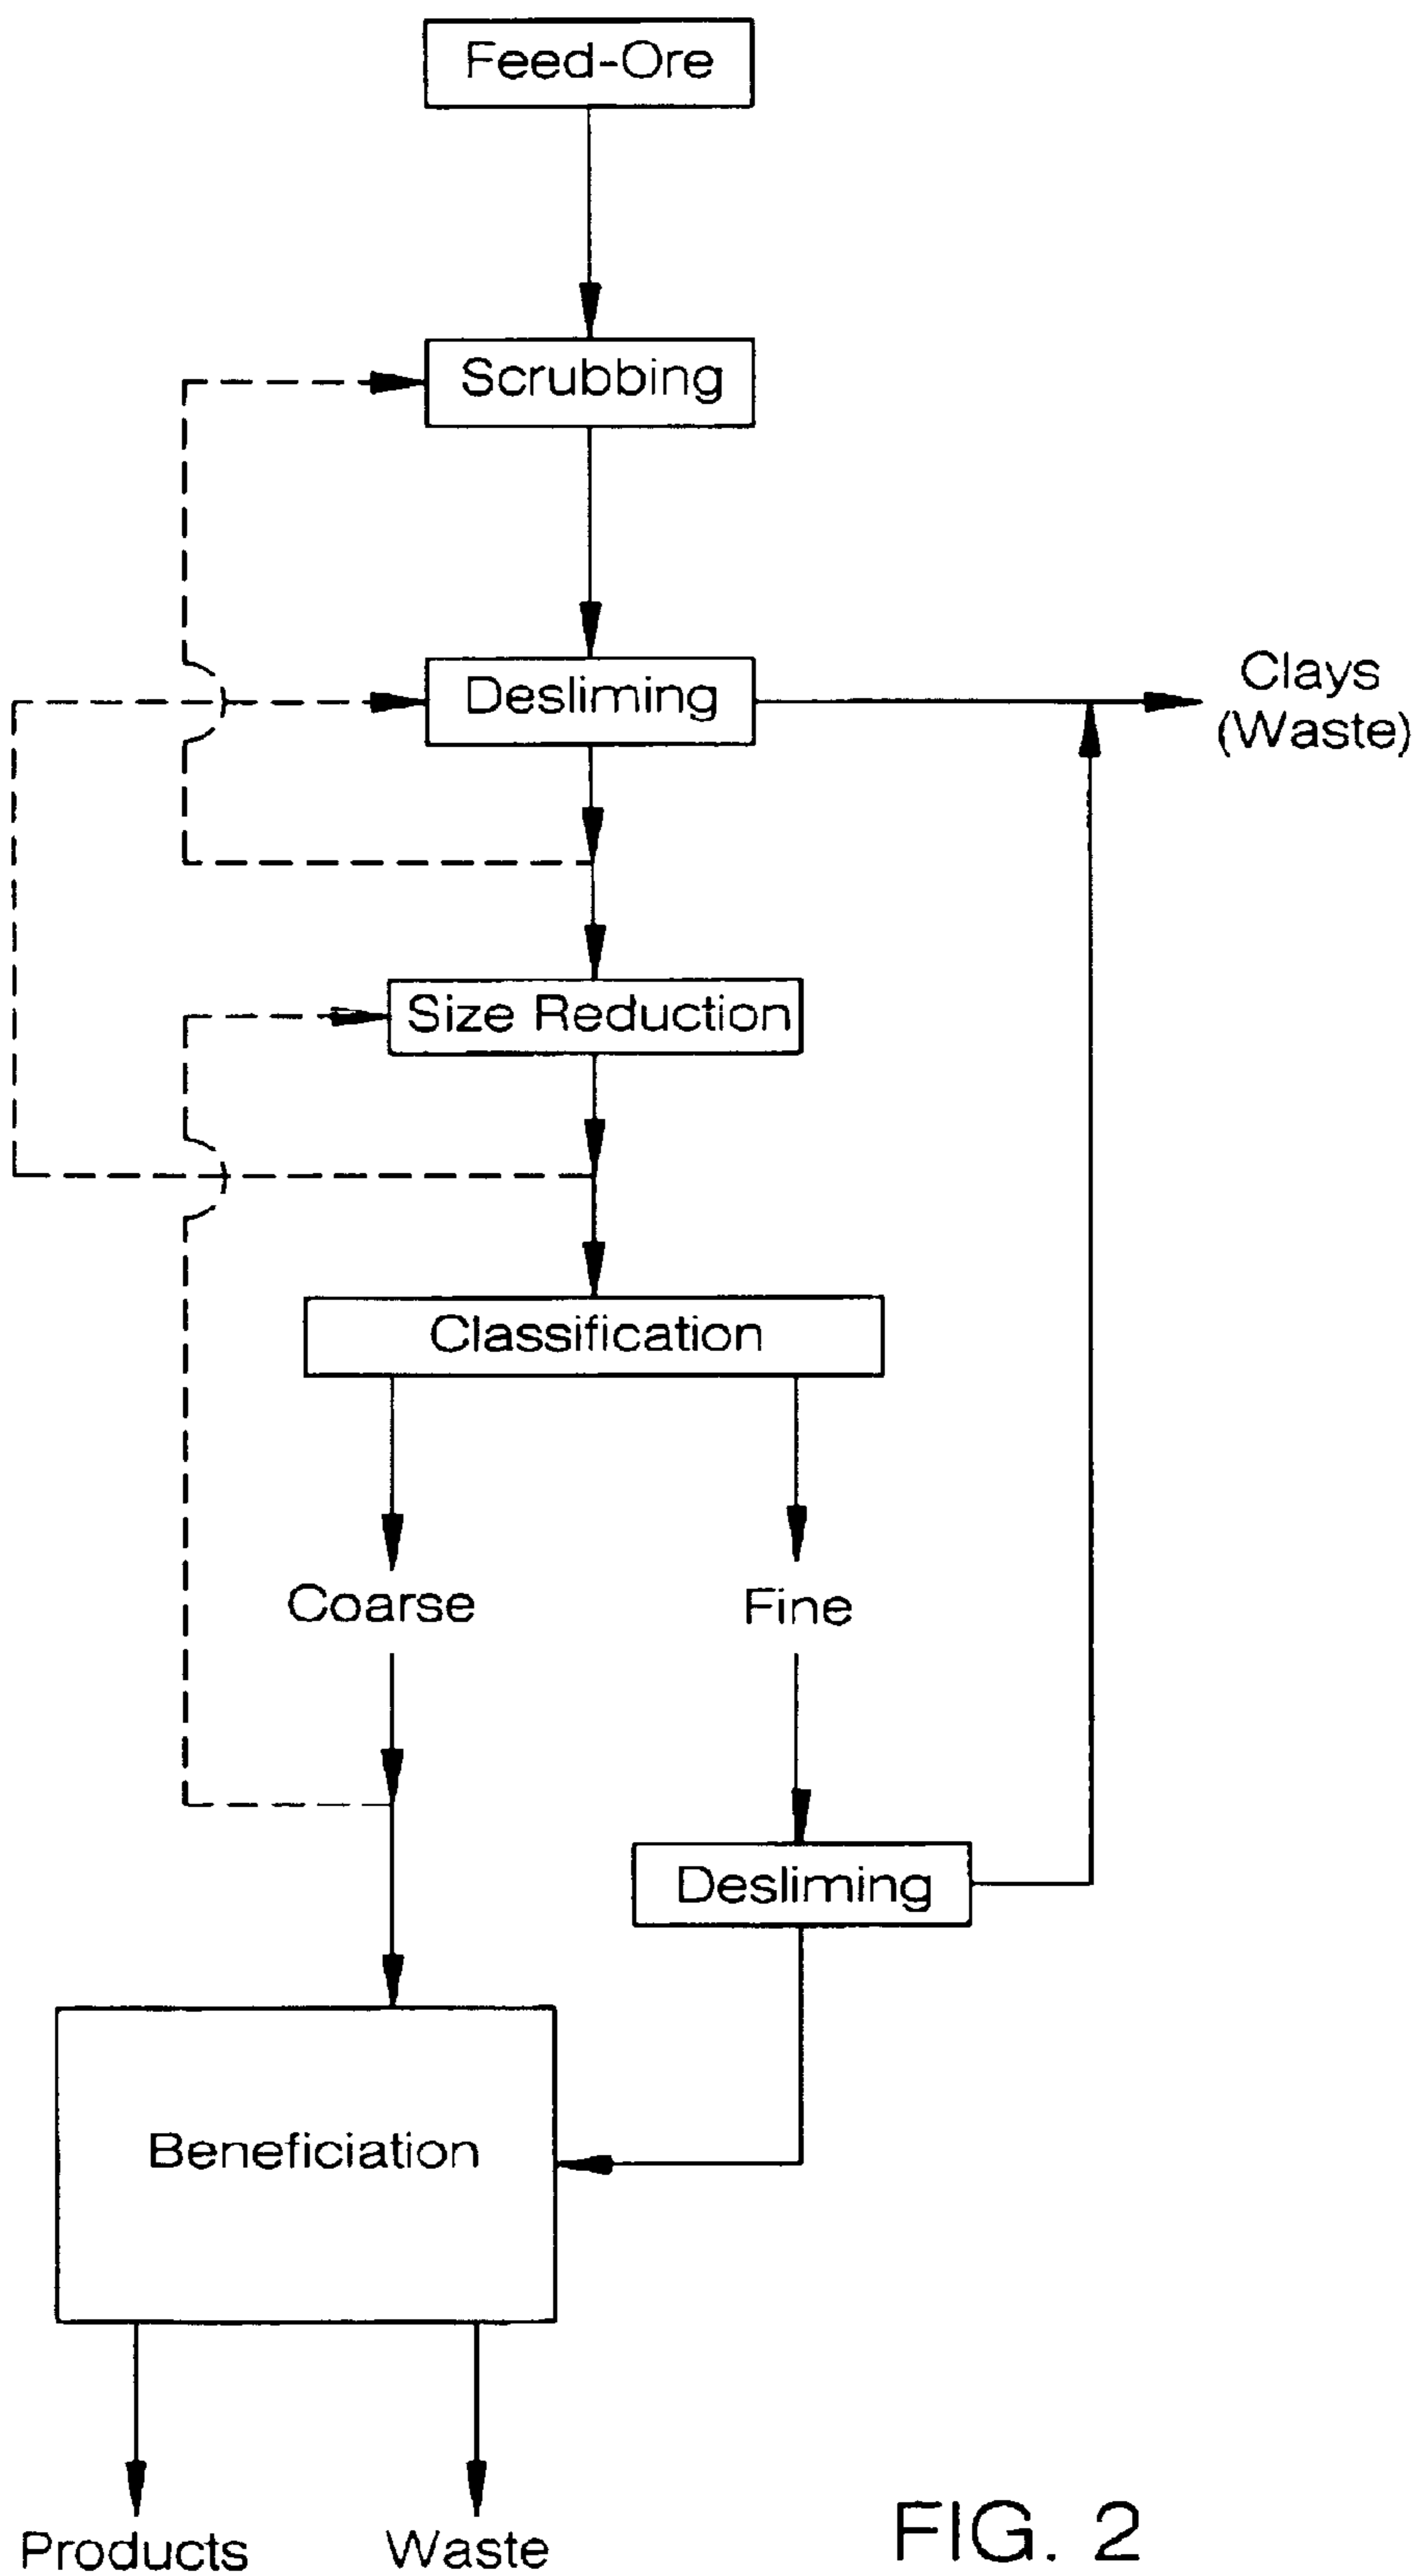 Feed-Ore
Scrubbing
Desliming
Clays
(Waste)
Size Reduction
Classification
Coarse
Fine
Desliming
Beneficiation
Products
Waste
FIG. 2